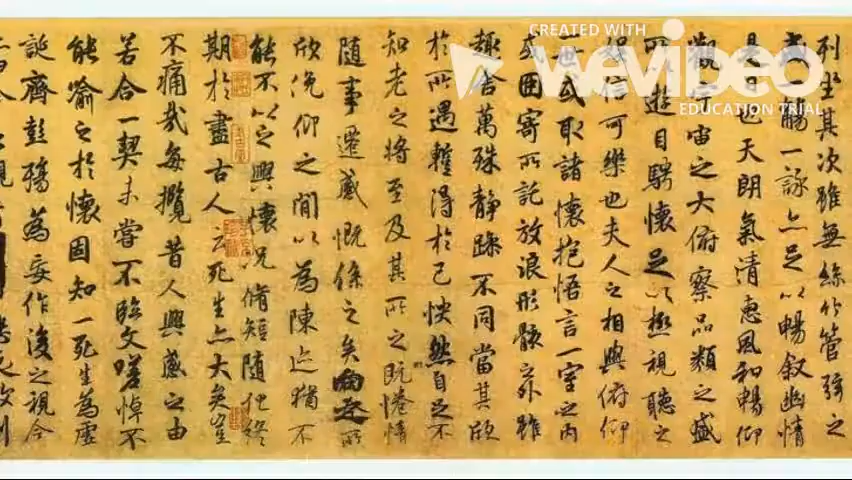 CREATED WITH
WEVIDEO
EDUCATION TRIAL
列坐其次雖無絲竹管弦之
盛一觴一詠亦足以暢敘幽情
是日也天朗氣清惠風和暢仰
觀宇宙之大俯察品類之盛
所以遊目騁懷足以極視聽之
娛信可樂也夫人之相與俯仰
一世或取諸懷抱悟言一室之內
或因寄所託放浪形骸之外雖
趣舍萬殊靜躁不同當其欣
於所遇暫得於己怏然自足不
知老之將至及其所之既惓情
隨事遷感慨係之矣向之所
欣俛仰之間以為陳迹猶不
能不以之興懷況脩短隨化終
期於盡古人云死生亦大矣豈
不痛哉每攬昔人興感之由
若合一契未嘗不臨文嗟悼不
能喻之於懷固知一死生為虛
誕齊彭殤為妄作後之視今